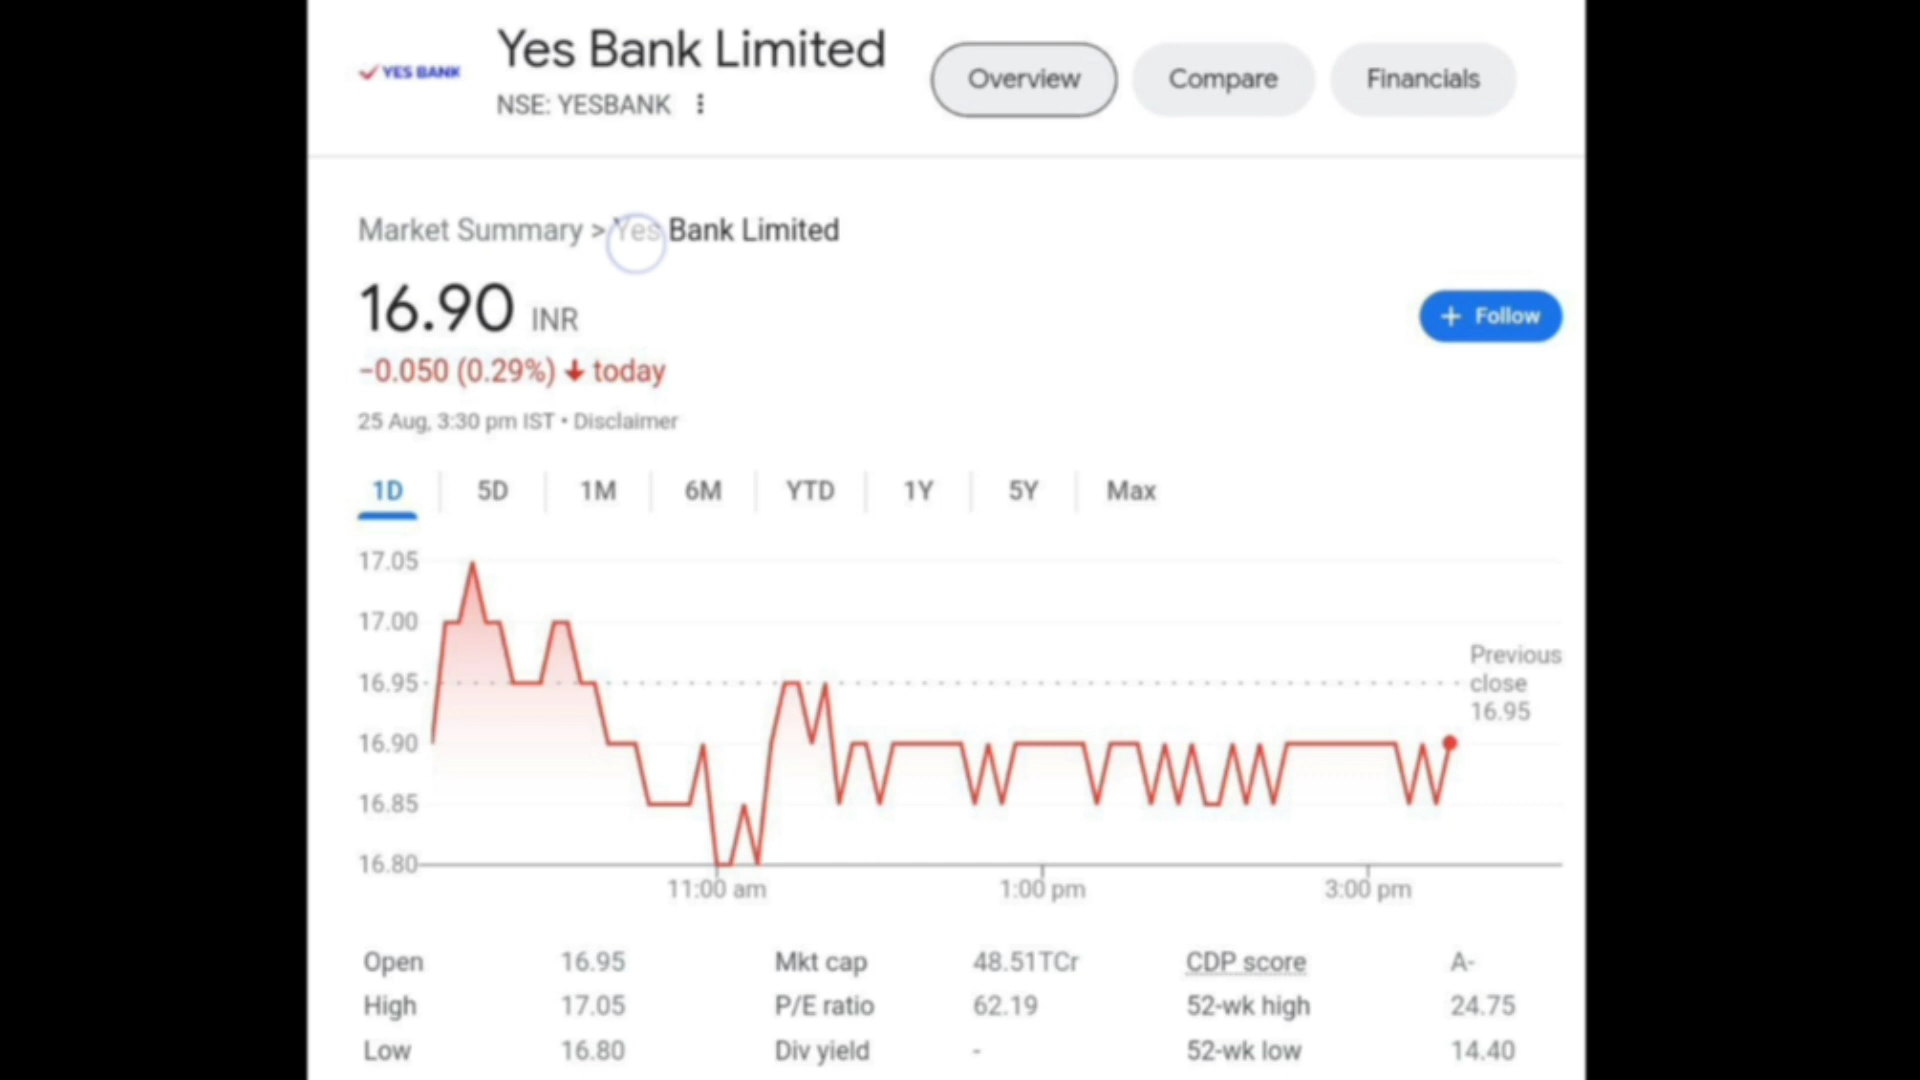 Yes Bank Limited
YES BANK
NSE: YESBANK
Overview
Compare
Financials
Market Summary > Yes Bank Limited
16.90 INR
+ Follow
−0.050 (0.29%) ↓ today
25 Aug, 3:30 pm IST • Disclaimer
1D 5D 1M 6M YTD 1Y 5Y Max
17.05
17.00
16.95
16.90
16.85
16.80
Previous
close
16.95
11:00 am 1:00 pm 3:00 pm
Open 16.95 Mkt cap 48.51TCr CDP score A-
High 17.05 P/E ratio 62.19 52-wk high 24.75
Low 16.80 Div yield - 52-wk low 14.40